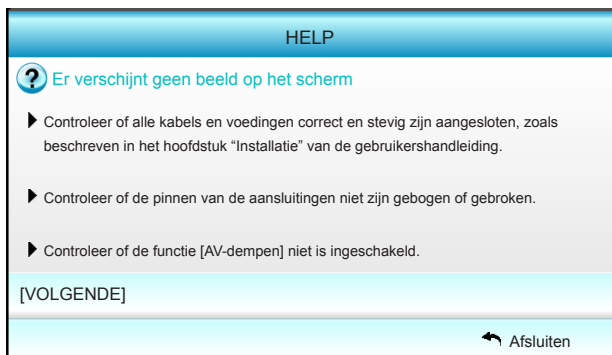 HELP
Er verschijnt geen beeld op het scherm
Controleer of alle kabels en voedingen correct en stevig zijn aangesloten, zoals
beschreven in het hoofdstuk “Installatie” van de gebruikershandleiding.
Controleer of de pinnen van de aansluitingen niet zijn gebogen of gebroken.
Controleer of de functie [AV-dempen] niet is ingeschakeld.
[VOLGENDE]
Afsluiten